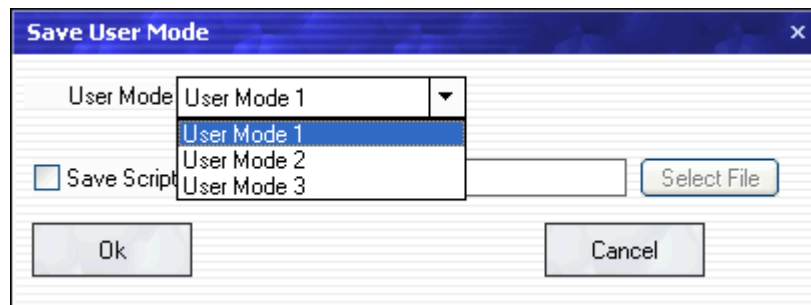 Save User Mode
User Mode User Mode 1
User Mode 1
User Mode 2
Save Script Select File
User Mode 3
Ok Cancel